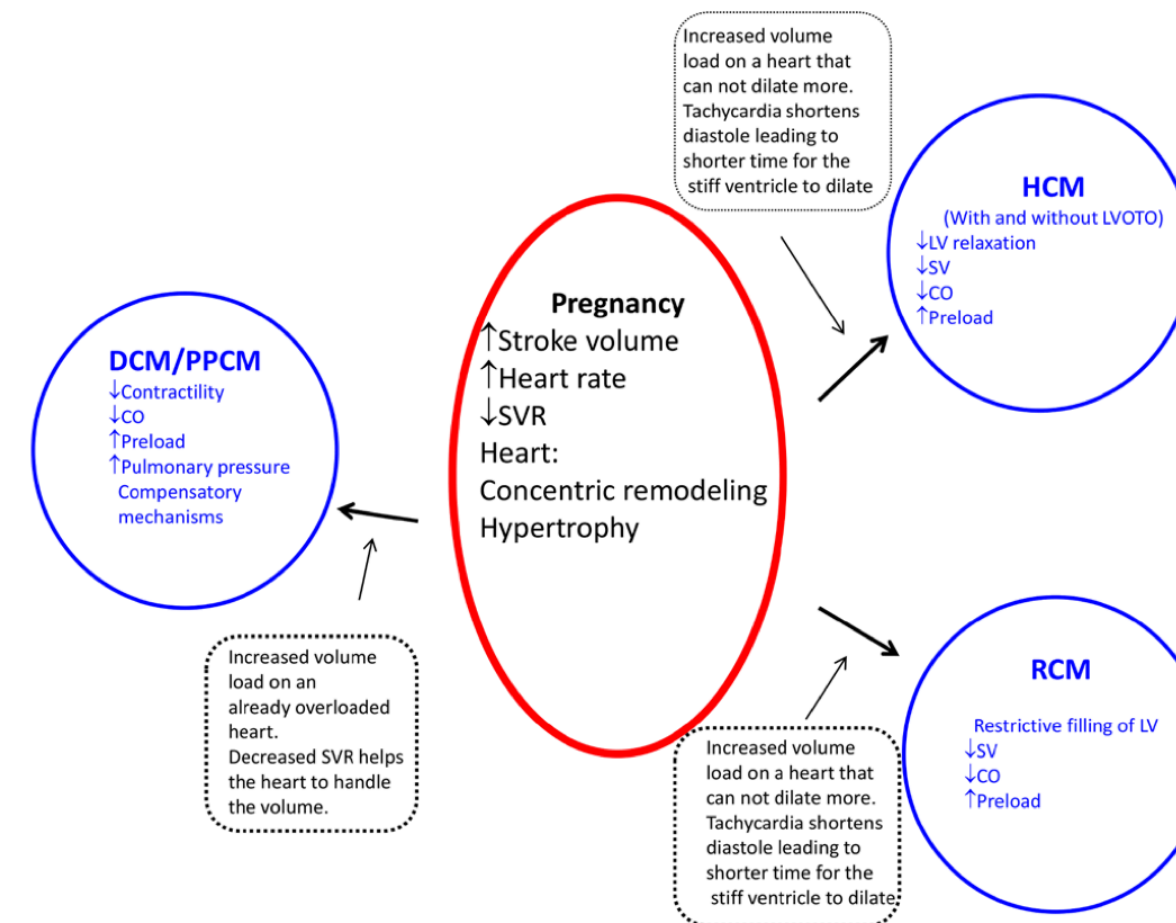 Increased volume
load on a heart that
can not dilate more.
Tachycardia shortens
diastole leading to
shorter time for the
stiff ventricle to dilate
HCM
(With and without LVOTO)
↓LV relaxation
↓SV
↓CO
↑Preload
Pregnancy
↑Stroke volume
↑Heart rate
↓SVR
Heart:
Concentric remodeling
Hypertrophy
DCM/PPCM
↓Contractility
↓CO
↑Preload
↑Pulmonary pressure
Compensatory
mechanisms
Increased volume
load on an
already overloaded
heart.
Decreased SVR helps
the heart to handle
the volume.
Increased volume
load on a heart that
can not dilate more.
Tachycardia shortens
diastole leading to
shorter time for the
stiff ventricle to dilate
RCM
Restrictive filling of LV
↓SV
↓CO
↑Preload